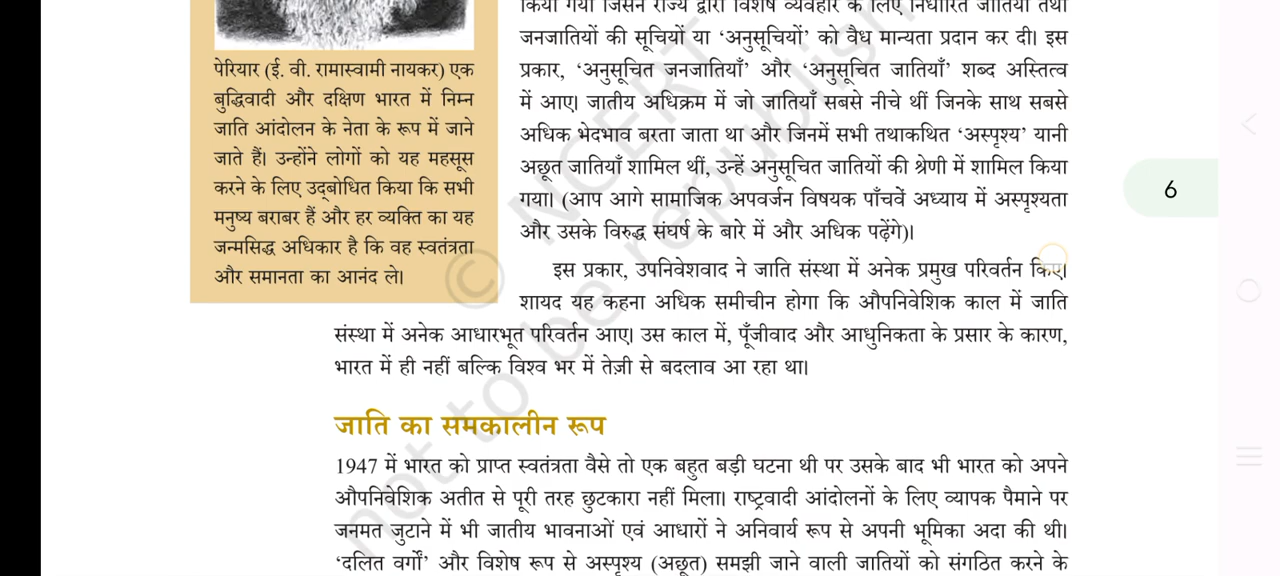 किया गया जिसने राज्य द्वारा विशेष व्यवहार के लिए निर्धारित जातियों तथा
जनजातियों की सूचियों या ‘अनुसूचियों’ को वैध मान्यता प्रदान कर दी। इस
प्रकार, ‘अनुसूचित जनजातियाँ’ और ‘अनुसूचित जातियाँ’ शब्द अस्तित्व
में आए। जातीय अधिक्रम में जो जातियाँ सबसे नीचे थीं जिनके साथ सबसे
अधिक भेदभाव बरता जाता था और जिनमें सभी तथाकथित ‘अस्पृश्य’ यानी
अछूत जातियाँ शामिल थीं, उन्हें अनुसूचित जातियों की श्रेणी में शामिल किया
गया। (आप आगे सामाजिक अपवर्जन विषयक पाँचवें अध्याय में अस्पृश्यता
और उसके विरुद्ध संघर्ष के बारे में और अधिक पढ़ेंगे)।
पेरियार (ई. वी. रामास्वामी नायकर) एक
बुद्धिवादी और दक्षिण भारत में निम्न
जाति आंदोलन के नेता के रूप में जाने
जाते हैं। उन्होंने लोगों को यह महसूस
करने के लिए उद्‌बोधित किया कि सभी
मनुष्य बराबर हैं और हर व्यक्ति का यह
जन्मसिद्ध अधिकार है कि वह स्वतंत्रता
और समानता का आनंद ले।
इस प्रकार, उपनिवेशवाद ने जाति संस्था में अनेक प्रमुख परिवर्तन किए।
शायद यह कहना अधिक समीचीन होगा कि औपनिवेशिक काल में जाति
संस्था में अनेक आधारभूत परिवर्तन आए। उस काल में, पूँजीवाद और आधुनिकता के प्रसार के कारण,
भारत में ही नहीं बल्कि विश्व भर में तेज़ी से बदलाव आ रहा था।
जाति का समकालीन रूप
1947 में भारत को प्राप्त स्वतंत्रता वैसे तो एक बहुत बड़ी घटना थी पर उसके बाद भी भारत को अपने
औपनिवेशिक अतीत से पूरी तरह छुटकारा नहीं मिला। राष्ट्रवादी आंदोलनों के लिए व्यापक पैमाने पर
जनमत जुटाने में भी जातीय भावनाओं एवं आधारों ने अनिवार्य रूप से अपनी भूमिका अदा की थी।
‘दलित वर्गों’ और विशेष रूप से अस्पृश्य (अछूत) समझी जाने वाली जातियों को संगठित करने के
6
© NCERT
not to be republish